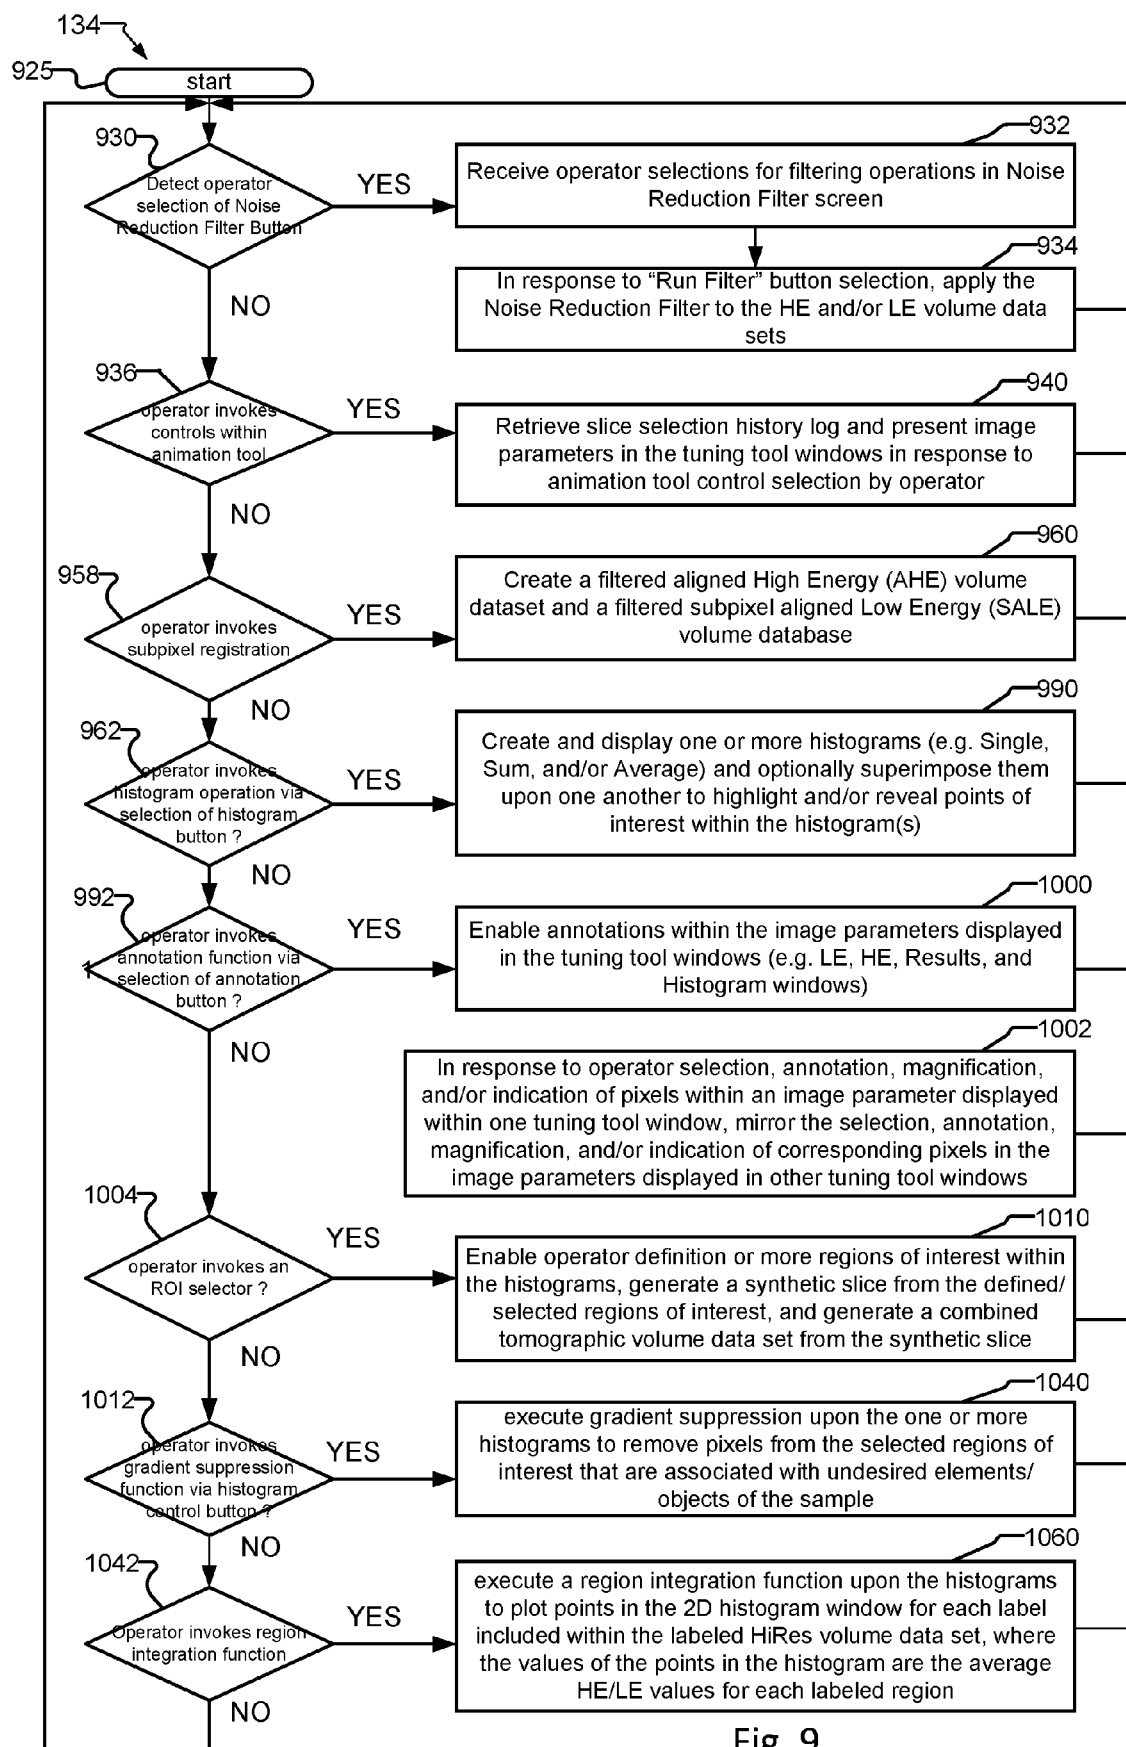 134
925
start
930
Detect operator
selection of Noise
Reduction Filter Button
YES
NO
932
Receive operator selections for filtering operations in Noise
Reduction Filter screen
934
In response to “Run Filter” button selection, apply the
Noise Reduction Filter to the HE and/or LE volume data
sets
936
operator invokes
controls within
animation tool
YES
NO
940
Retrieve slice selection history log and present image
parameters in the tuning tool windows in response to
animation tool control selection by operator
958
operator invokes
subpixel registration
YES
NO
960
Create a filtered aligned High Energy (AHE) volume
dataset and a filtered subpixel aligned Low Energy (SALE)
volume database
962
operator invokes
histogram operation via
selection of histogram
button ?
YES
NO
990
Create and display one or more histograms (e.g. Single,
Sum, and/or Average) and optionally superimpose them
upon one another to highlight and/or reveal points of
interest within the histogram(s)
992
operator invokes
annotation function via
1
selection of annotation
button ?
YES
NO
1000
Enable annotations within the image parameters displayed
in the tuning tool windows (e.g. LE, HE, Results, and
Histogram windows)
1002
In response to operator selection, annotation, magnification,
and/or indication of pixels within an image parameter displayed
within one tuning tool window, mirror the selection, annotation,
magnification, and/or indication of corresponding pixels in the
image parameters displayed in other tuning tool windows
1004
operator invokes an
ROI selector ?
YES
NO
1010
Enable operator definition or more regions of interest within
the histograms, generate a synthetic slice from the defined/
selected regions of interest, and generate a combined
tomographic volume data set from the synthetic slice
1012
operator invokes
gradient suppression
function via histogram
control button ?
YES
NO
1040
execute gradient suppression upon the one or more
histograms to remove pixels from the selected regions of
interest that are associated with undesired elements/
objects of the sample
1042
Operator invokes region
integration function
YES
NO
1060
execute a region integration function upon the histograms
to plot points in the 2D histogram window for each label
included within the labeled HiRes volume data set, where
the values of the points in the histogram are the average
HE/LE values for each labeled region
Fig. 9